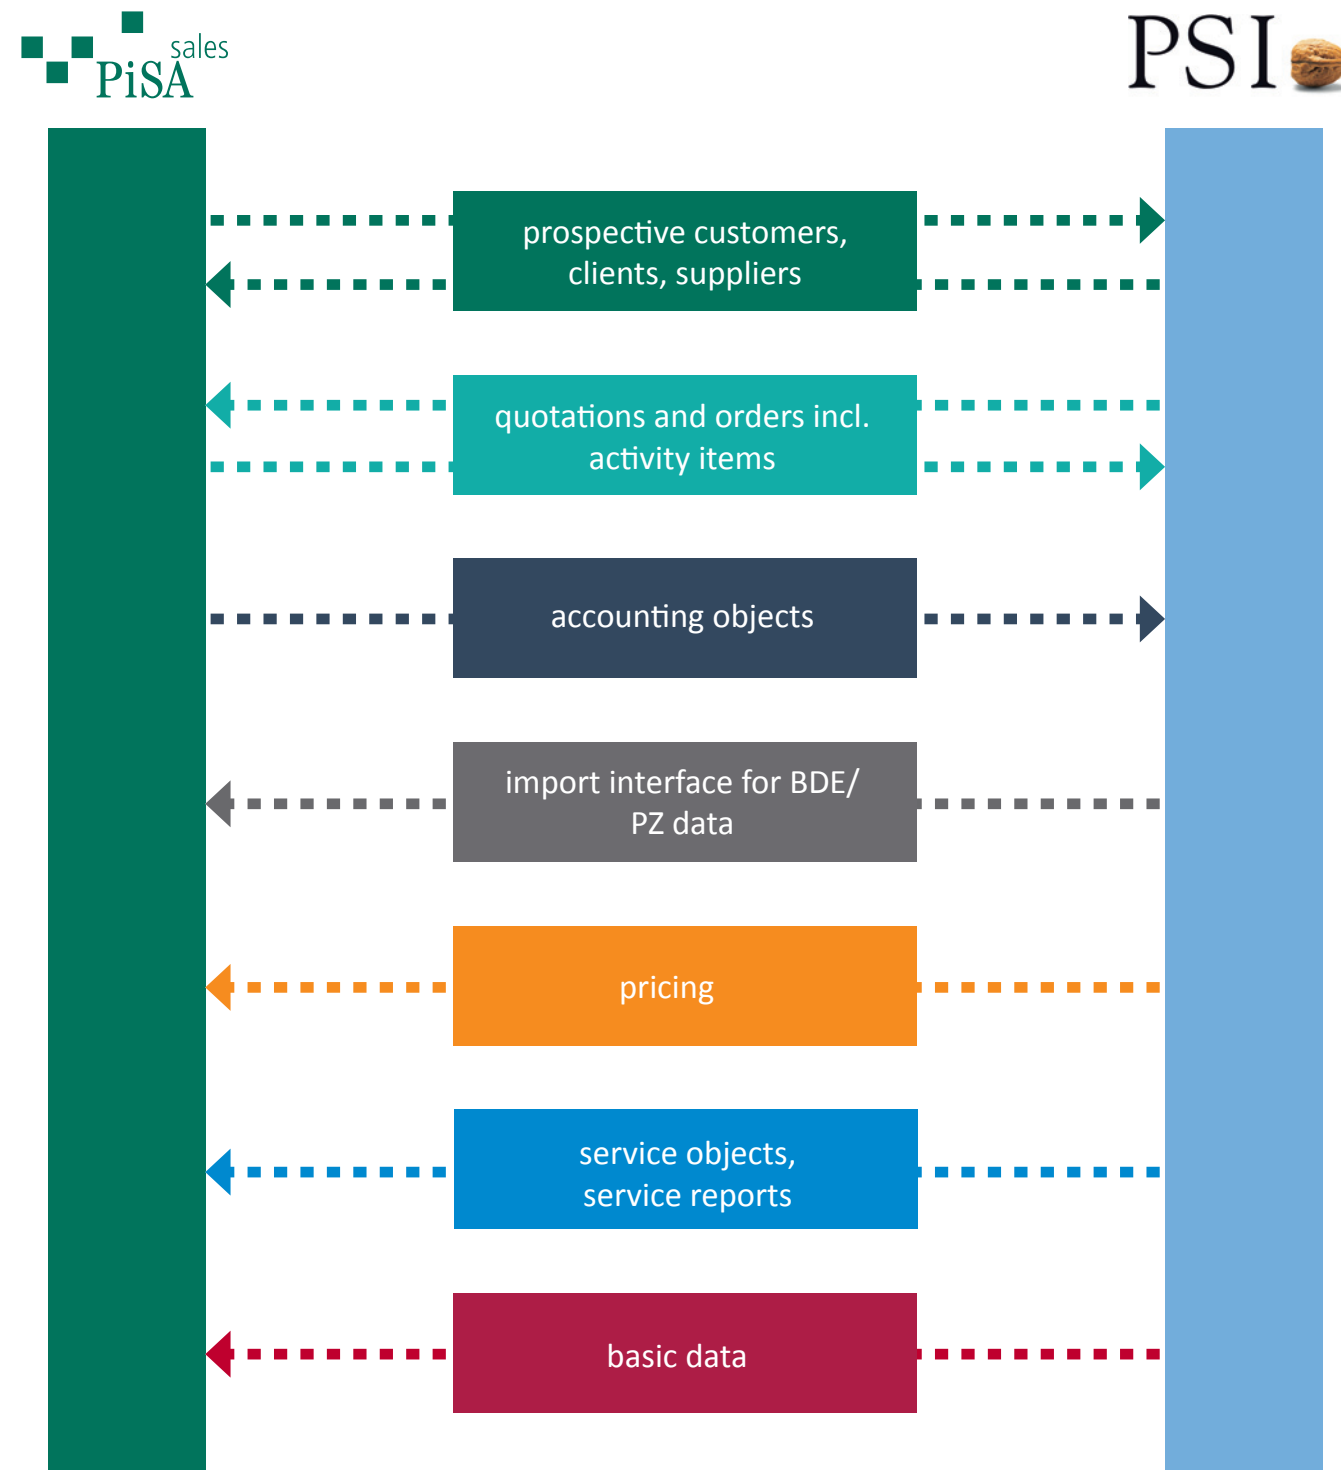 sales
PiSA
PSI
prospective customers,
clients, suppliers
quotations and orders incl.
activity items
accounting objects
import interface for BDE/
PZ data
pricing
service objects,
service reports
basic data